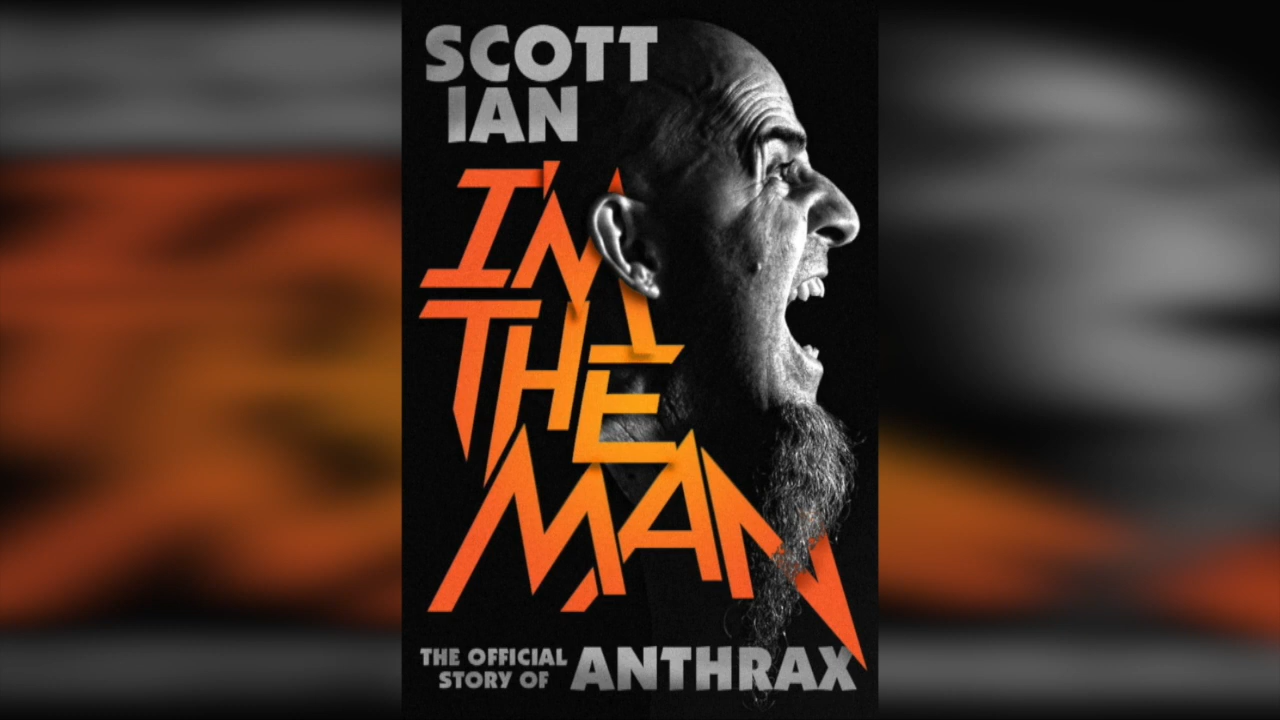 SCOTT
IAN
I'M
THE
MAN
THE OFFICIAL
STORY OF
ANTHRAX